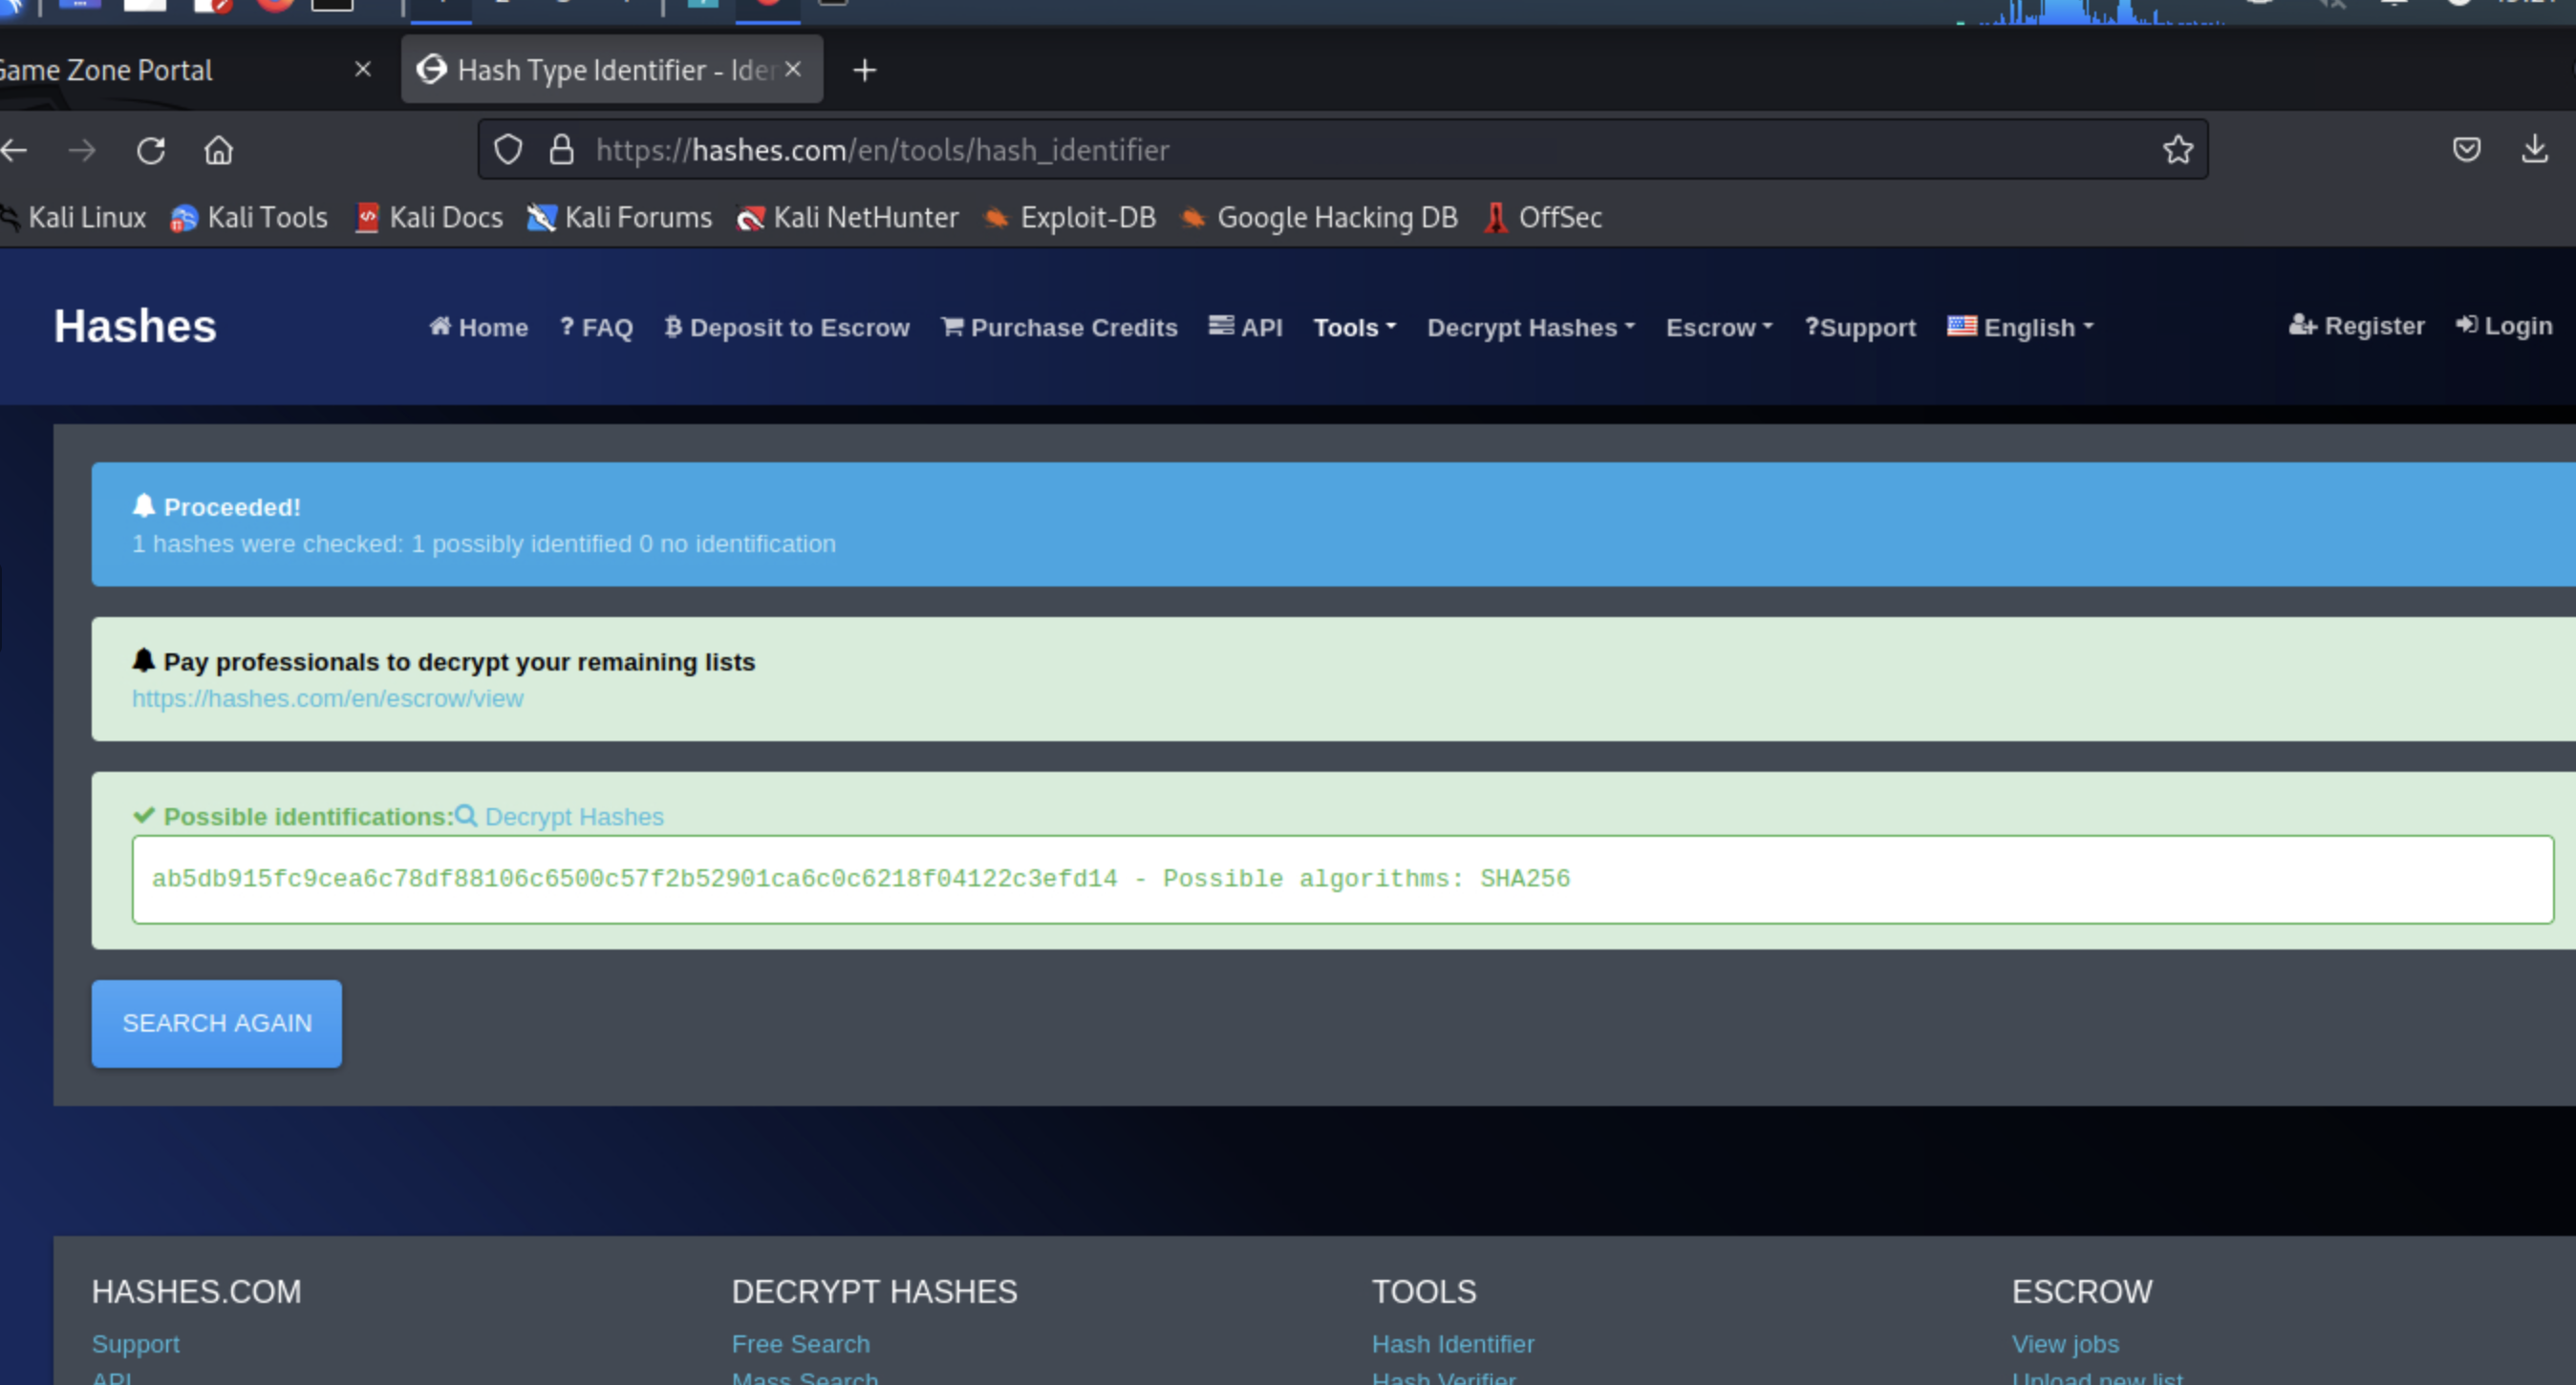 Game Zone Portal
Hash Type Identifier - Iden
https://hashes.com/en/tools/hash_identifier
Kali Linux Kali Tools Kali Docs Kali Forums Kali NetHunter Exploit-DB Google Hacking DB OffSec
Hashes Home ? FAQ Deposit to Escrow Purchase Credits API Tools Decrypt Hashes Escrow ?Support English Register Login
Proceeded!
1 hashes were checked: 1 possibly identified 0 no identification
Pay professionals to decrypt your remaining lists
https://hashes.com/en/escrow/view
Possible identifications: Decrypt Hashes
ab5db915fc9cea6c78df88106c6500c57f2b52901ca6c0c6218f04122c3efd14 - Possible algorithms: SHA256
SEARCH AGAIN
HASHES.COM DECRYPT HASHES TOOLS ESCROW
Support Free Search Hash Identifier View jobs
API Mass Search Hash Verifier Upload new list